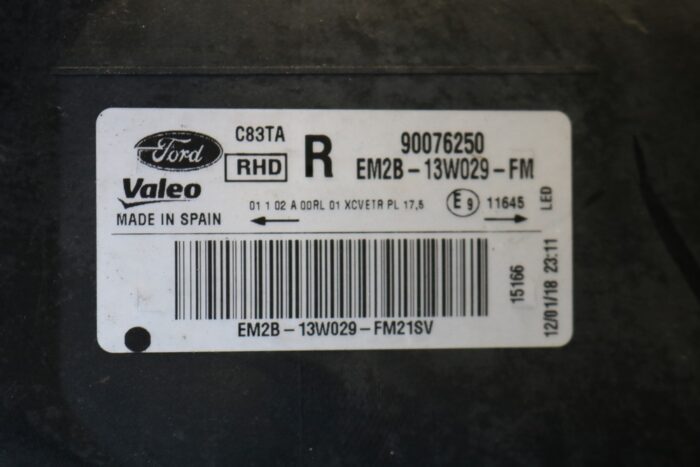 Ford
C83TA
RHD
R
90076250
EM2B-13W029-FM
Valeo
MADE IN SPAIN
01 1 02 A 00RL 01 XCVETR PL 17,5
E9 11645
LED
EM2B-13W029-FM21SV
15166
12/01/18 23:11